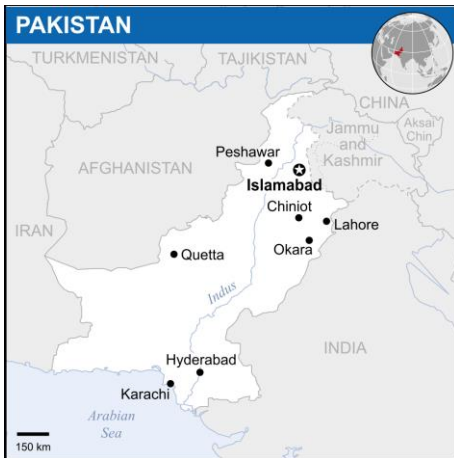 PAKISTAN
TURKMENISTAN
TAJIKISTAN
CHINA
Aksai
Chin
Jammu
and
Kashmir
Peshawar
AFGHANISTAN
Islamabad
Chiniot
IRAN
Lahore
Okara
Quetta
Indus
INDIA
Hyderabad
Karachi
Arabian
Sea
150 km